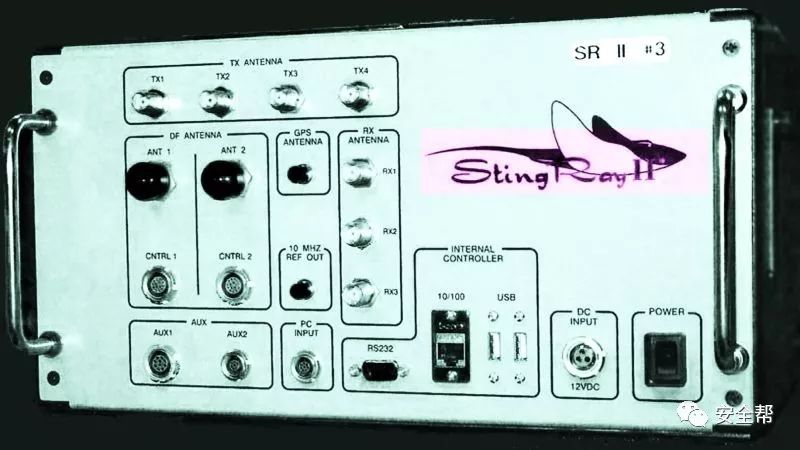 SR II #3
TX ANTENNA
TX1 TX2 TX3 TX4
DF ANTENNA
ANT 1 ANT 2
CNTRL 1 CNTRL 2
GPS
ANTENNA
10 MHZ
REF OUT
RX
ANTENNA
RX1
RX2
RX3
StingRay II
AUX
AUX1 AUX2
PC
INPUT
INTERNAL
CONTROLLER
RS232
10/100
USB
DC
INPUT
12VDC
POWER
安全帮